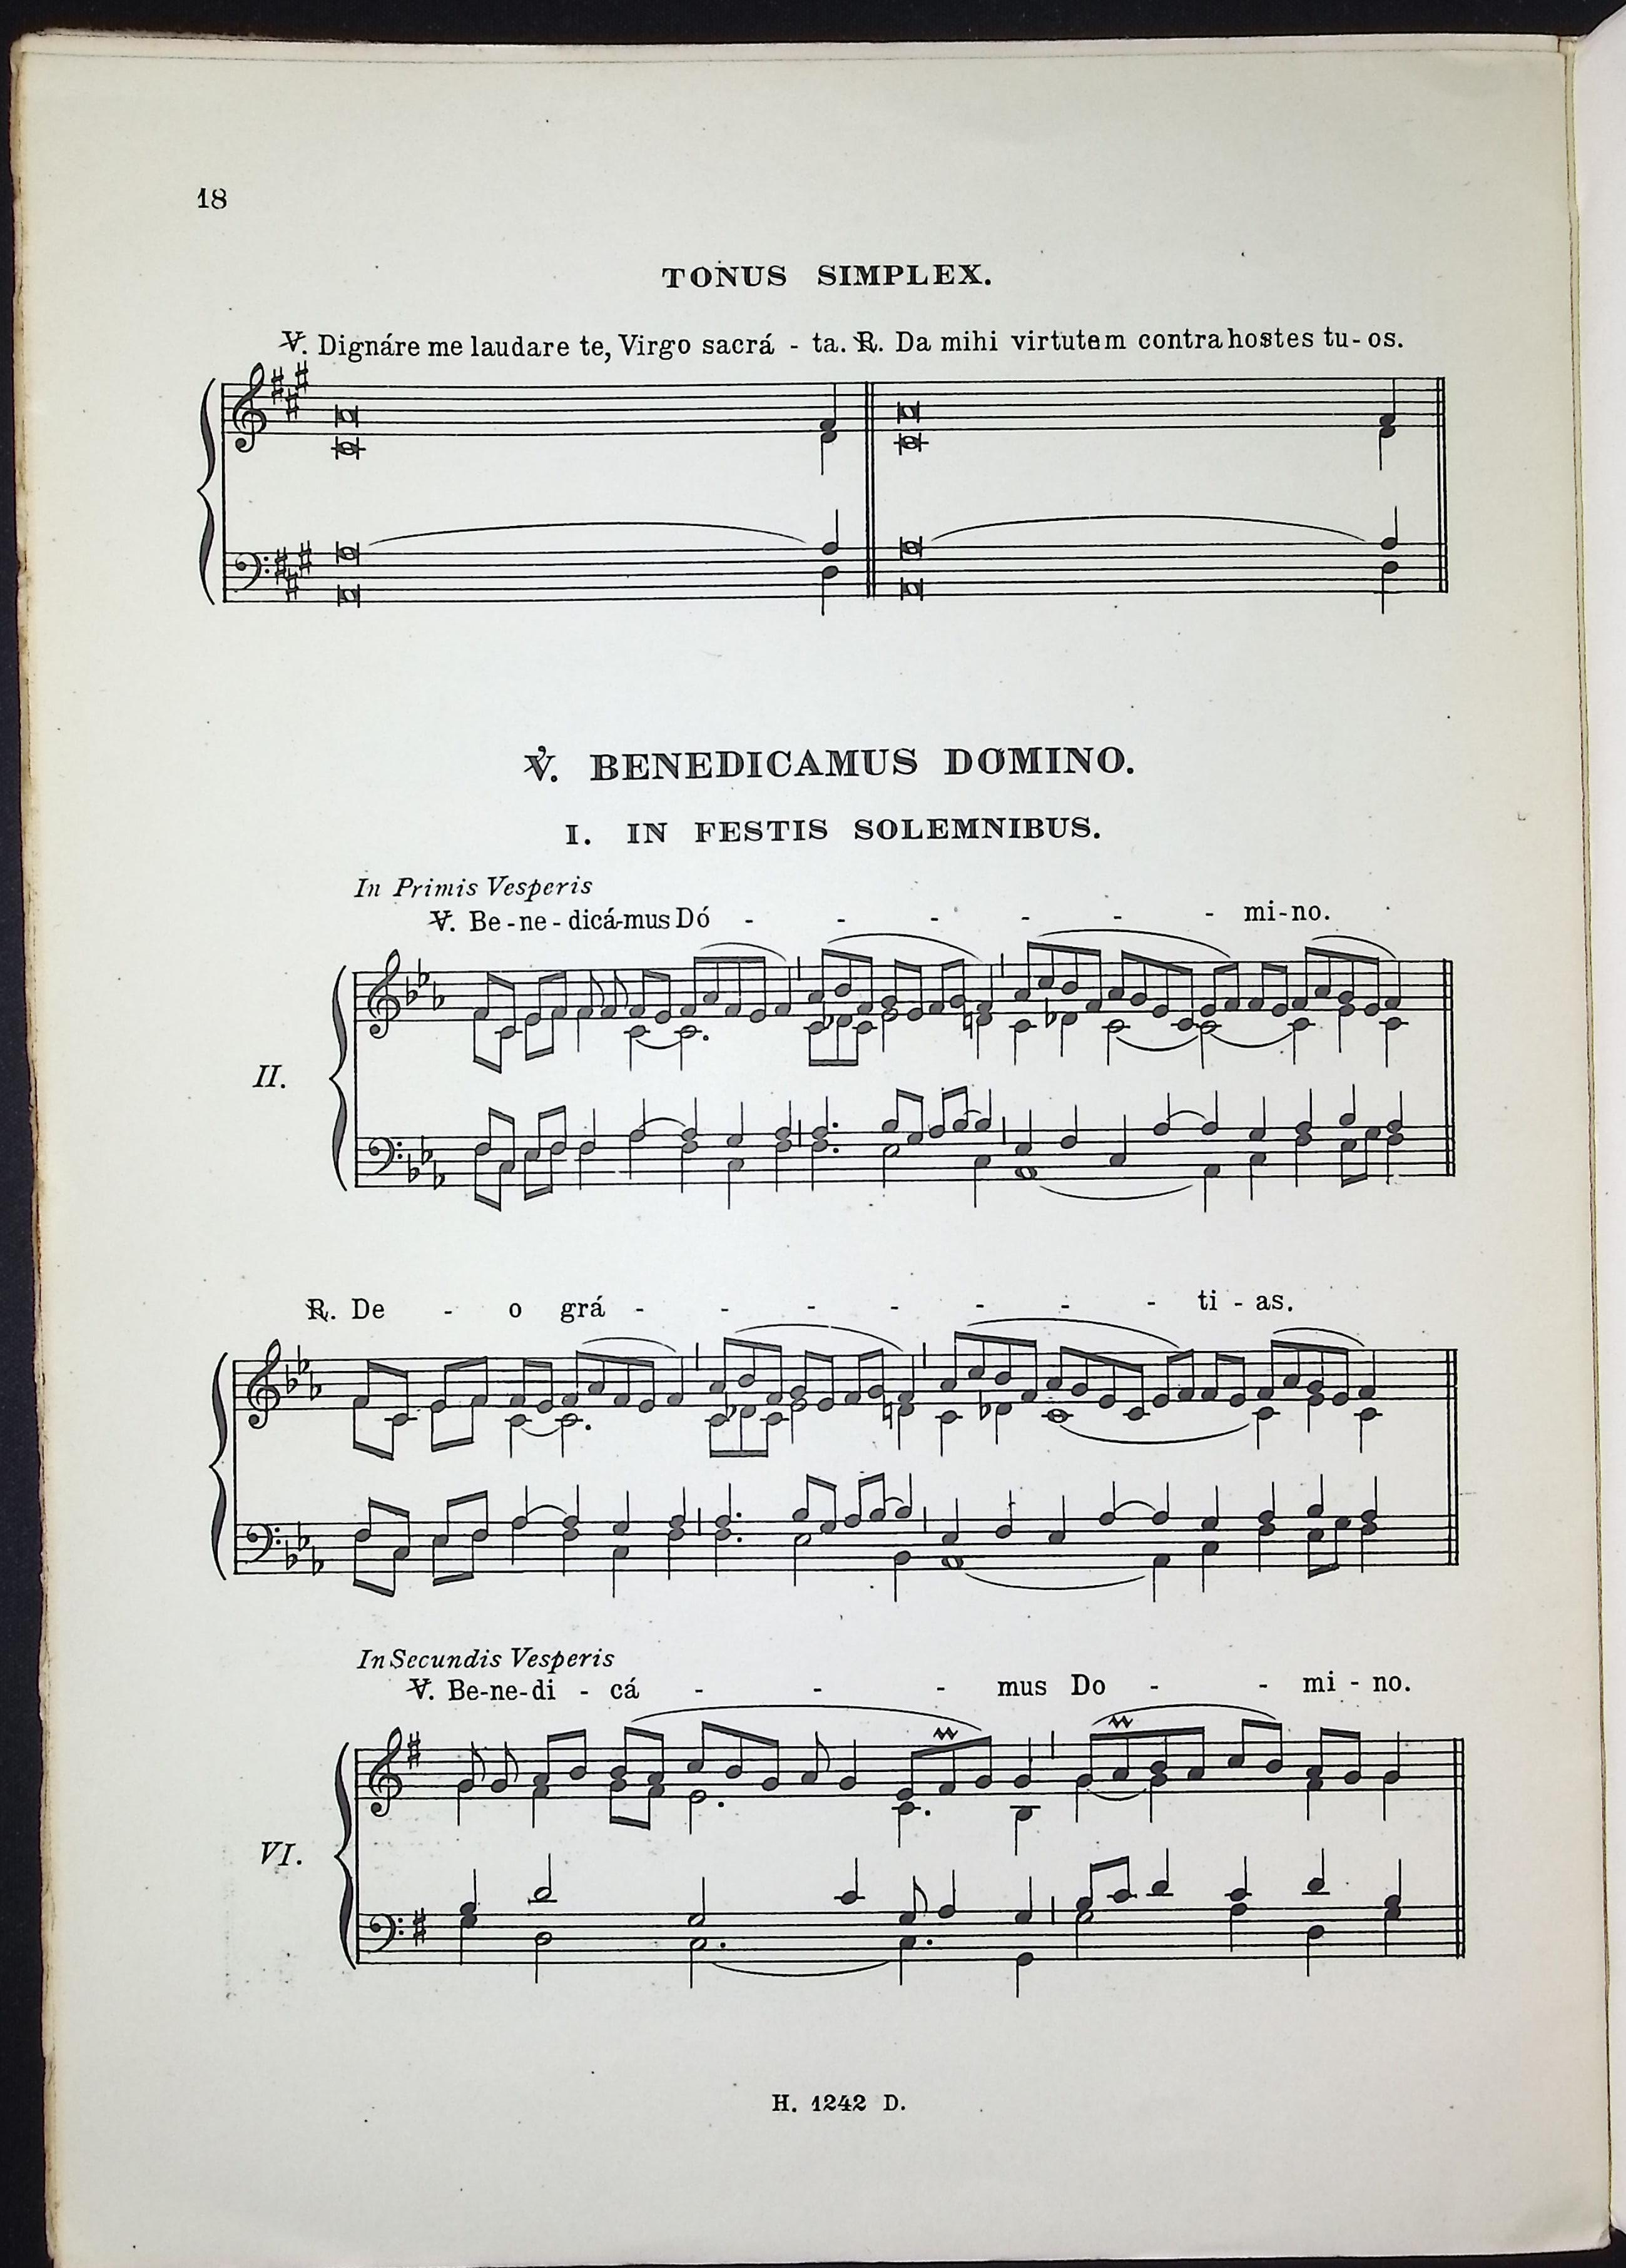 18
TONUS SIMPLEX.
℣. Dignáre me laudare te, Virgo sacrá - ta. ℟. Da mihi virtutem contra hostes tu - os.
℣. BENEDICAMUS DOMINO.
I. IN FESTIS SOLEMNIBUS.
In Primis Vesperis
℣. Be - ne - dicá-mus Dó - - - - - - mi - no.
II.
℟. De - o grá - - - - - - - ti - as.
In Secundis Vesperis
℣. Be-ne-di - cá - - - mus Do - - mi - no.
VI.
H. 1242 D.